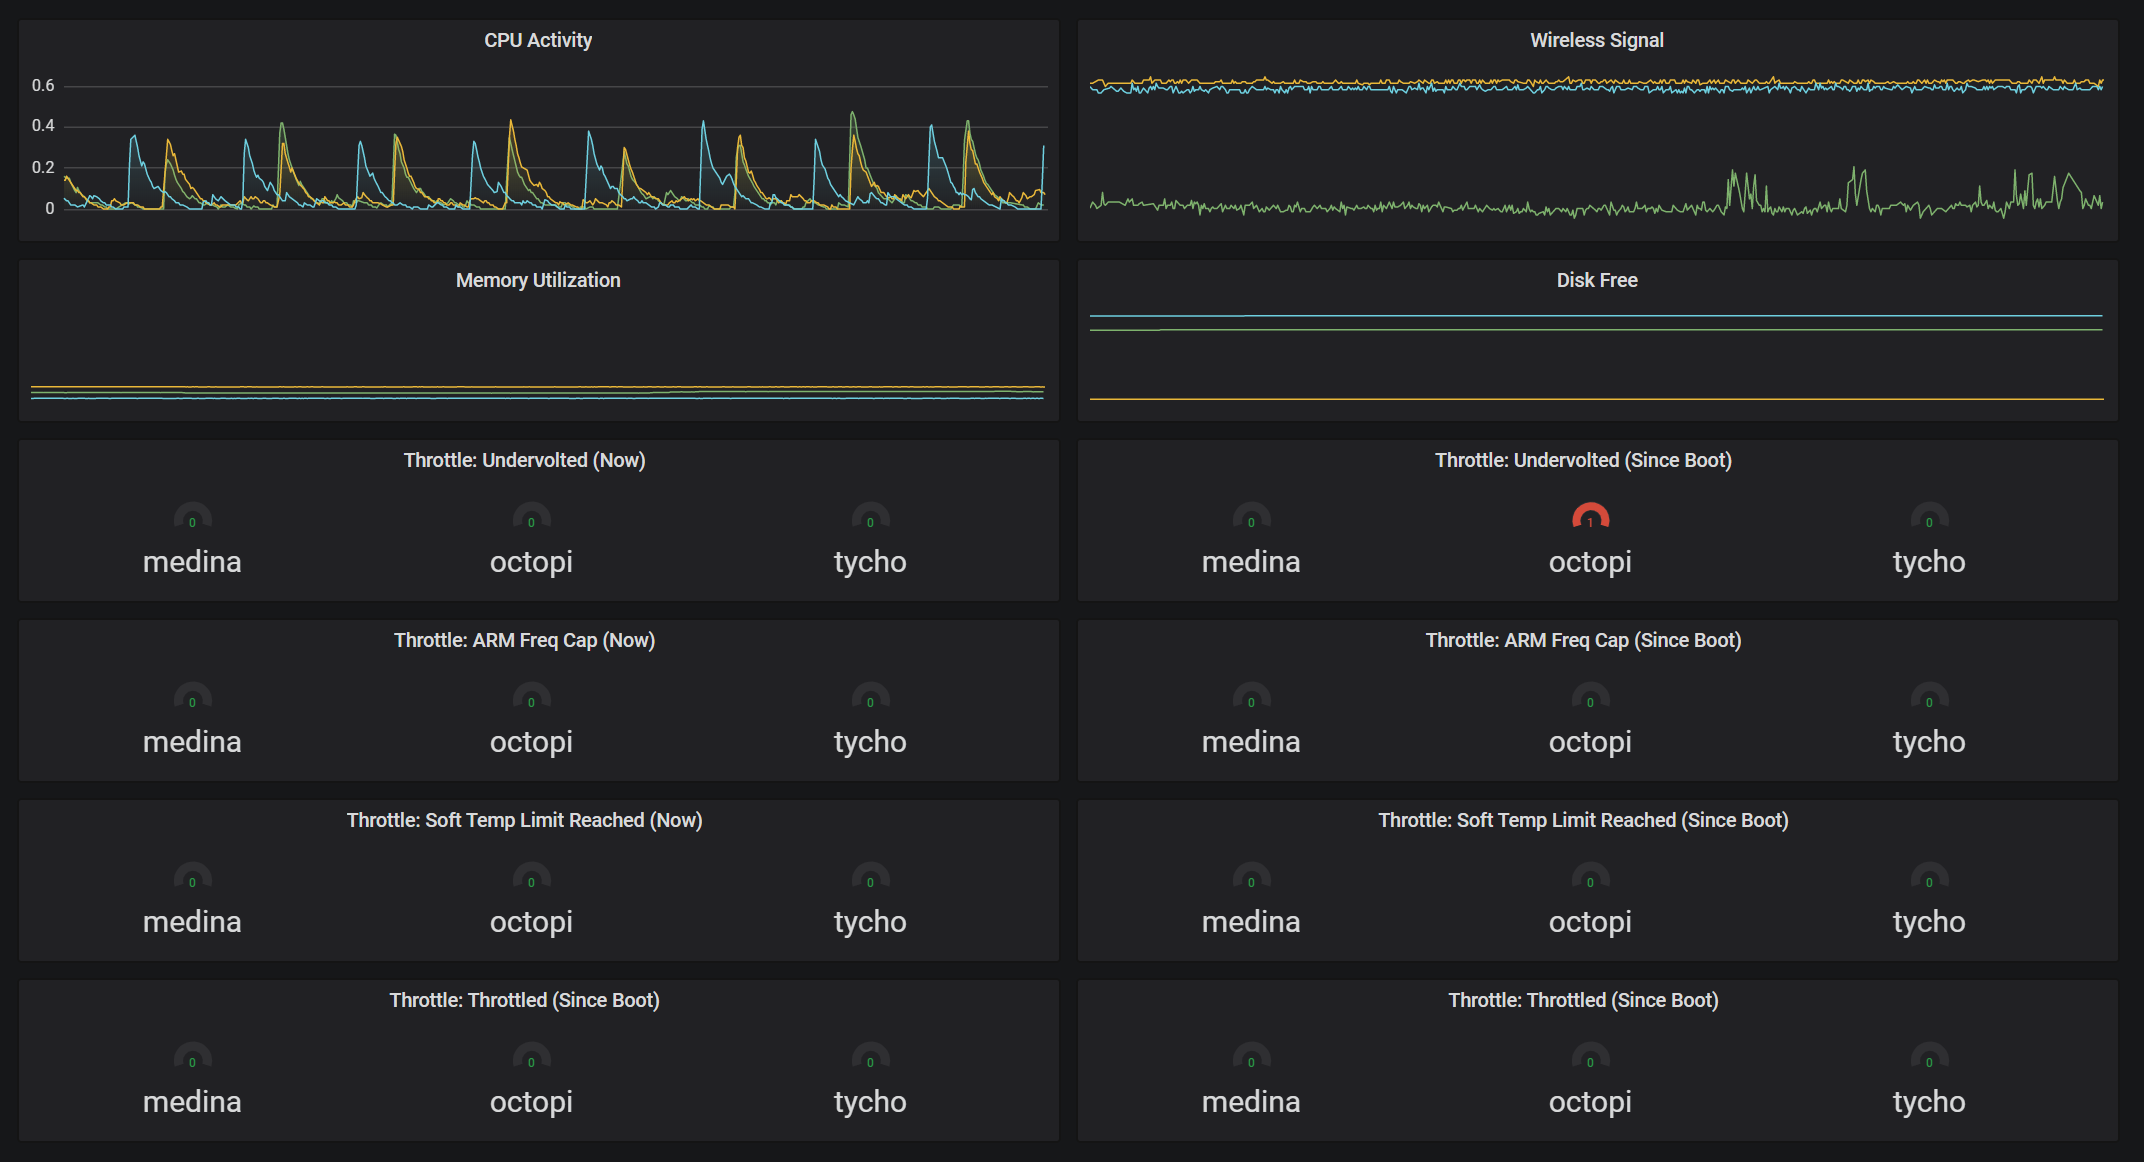 CPU Activity
0.6
0.4
0.2
0
Wireless Signal
Memory Utilization
Disk Free
Throttle: Undervolted (Now)
0 0 0
medina octopi tycho
Throttle: Undervolted (Since Boot)
0 1 0
medina octopi tycho
Throttle: ARM Freq Cap (Now)
0 0 0
medina octopi tycho
Throttle: ARM Freq Cap (Since Boot)
0 0 0
medina octopi tycho
Throttle: Soft Temp Limit Reached (Now)
0 0 0
medina octopi tycho
Throttle: Soft Temp Limit Reached (Since Boot)
0 0 0
medina octopi tycho
Throttle: Throttled (Since Boot)
0 0 0
medina octopi tycho
Throttle: Throttled (Since Boot)
0 0 0
medina octopi tycho